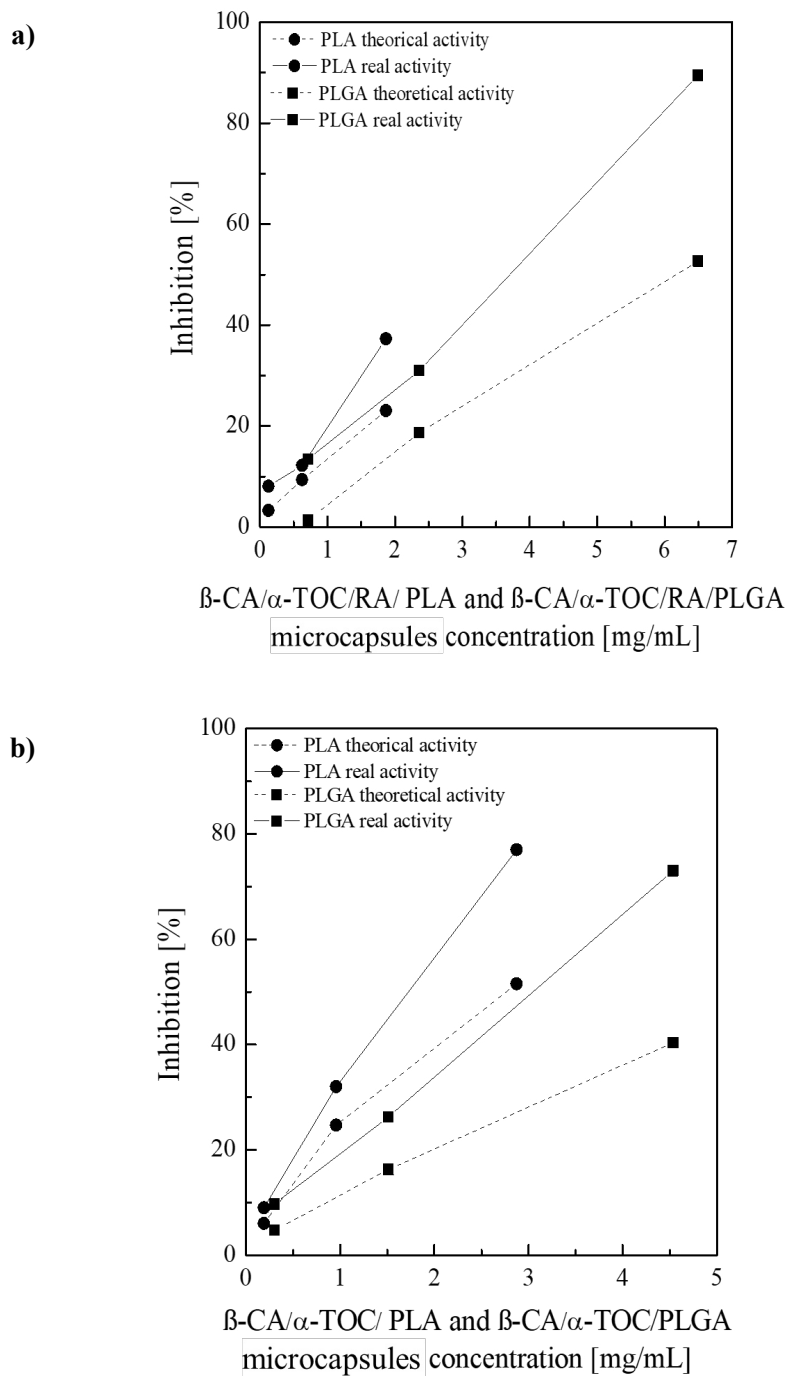 a)
100
PLA theorical activity
PLA real activity
PLGA theoretical activity
PLGA real activity
80
60
40
20
0
Inhibition [%]
0 1 2 3 4 5 6 7
ß-CA/α-TOC/RA/ PLA and ß-CA/α-TOC/RA/PLGA
microcapsules concentration [mg/mL]
b)
100
PLA theorical activity
PLA real activity
PLGA theoretical activity
PLGA real activity
80
60
40
20
0
Inhibition [%]
0 1 2 3 4 5
ß-CA/α-TOC/ PLA and ß-CA/α-TOC/PLGA
microcapsules concentration [mg/mL]